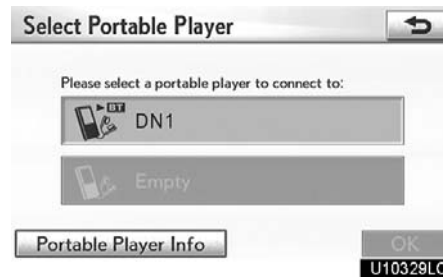 Select Portable Player
Please select a portable player to connect to:
BT
DN1
Empty
Portable Player Info
OK
U10329LC